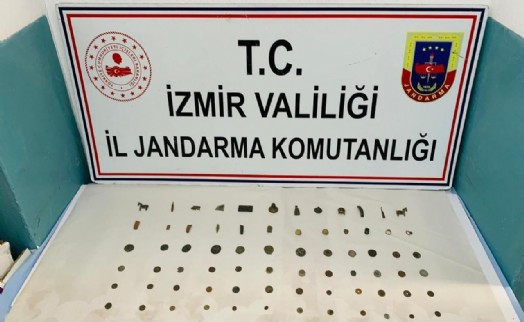 T.C.
İZMİR VALİLİĞİ
İL JANDARMA KOMUTANLIĞI
JANDARMA